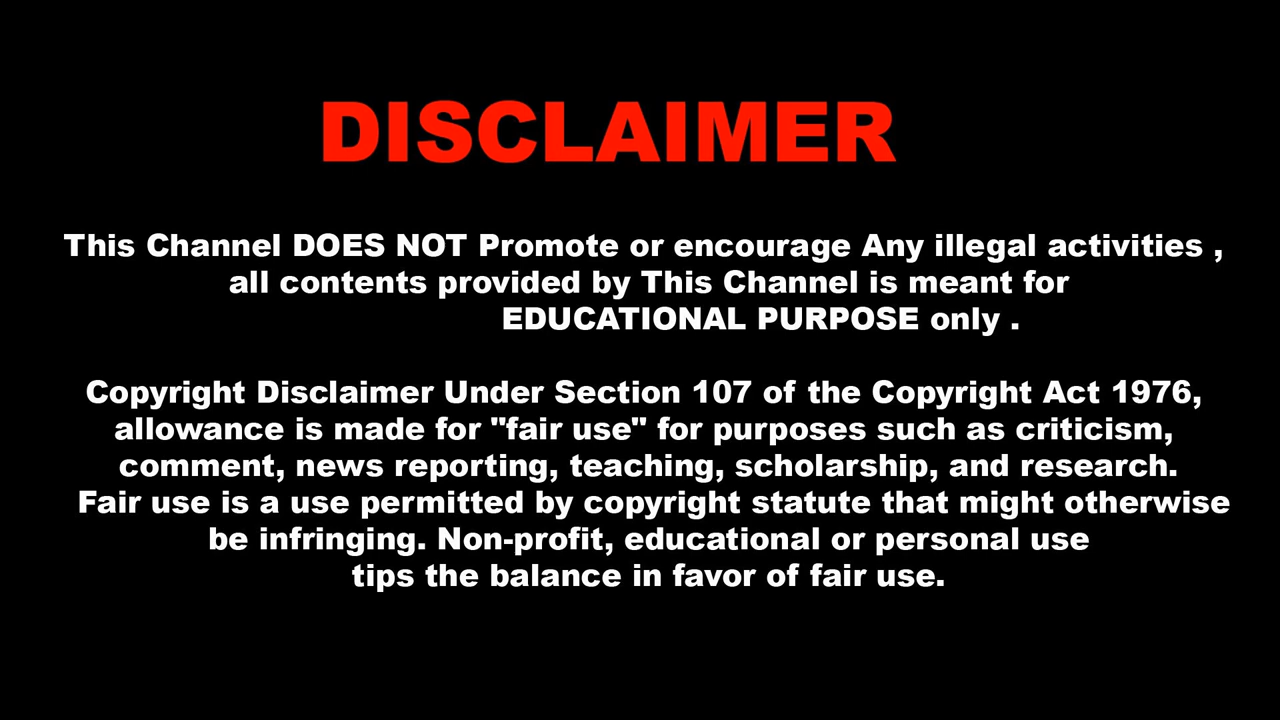 DISCLAIMER
This Channel DOES NOT Promote or encourage Any illegal activities ,
all contents provided by This Channel is meant for
EDUCATIONAL PURPOSE only .
Copyright Disclaimer Under Section 107 of the Copyright Act 1976,
allowance is made for "fair use" for purposes such as criticism,
comment, news reporting, teaching, scholarship, and research.
Fair use is a use permitted by copyright statute that might otherwise
be infringing. Non-profit, educational or personal use
tips the balance in favor of fair use.